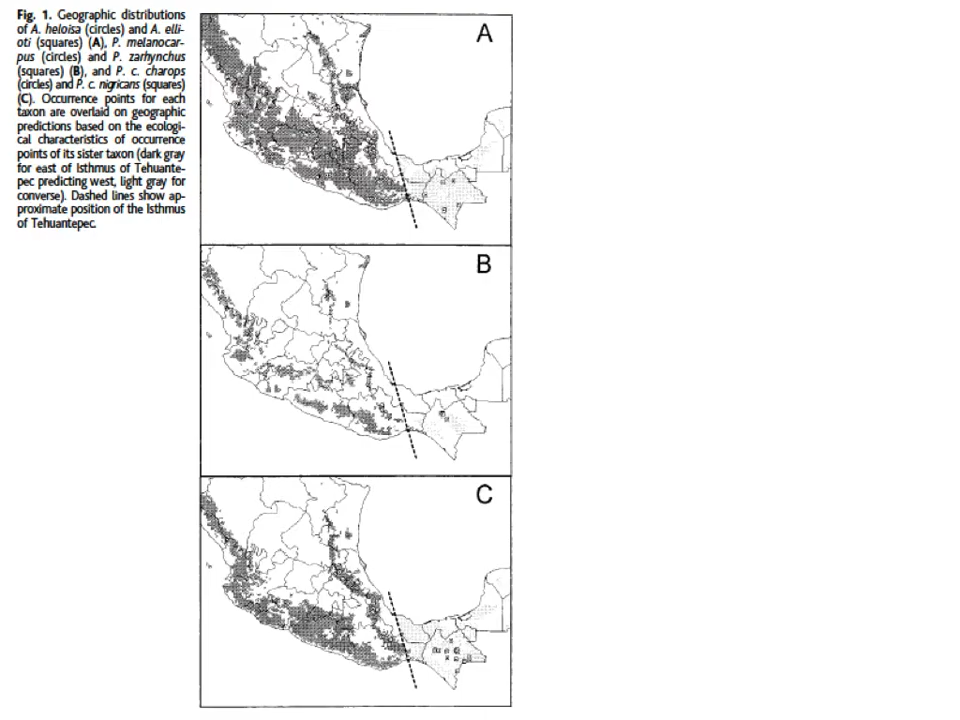 Fig. 1. Geographic distributions
of A. heloisa (circles) and A. elli-
oti (squares) (A), P. melanocar-
pus (circles) and P. zarhynchus
(squares) (B), and P. c. charops
(circles) and P. c. nigricans (squares)
(C). Occurrence points for each
taxon are overlaid on geographic
predictions based on the ecologi-
cal characteristics of occurrence
points of its sister taxon (dark gray
for east of Isthmus of Tehuante-
pec predicting west, light gray for
converse). Dashed lines show ap-
proximate position of the Isthmus
of Tehuantepec.
A
B
C